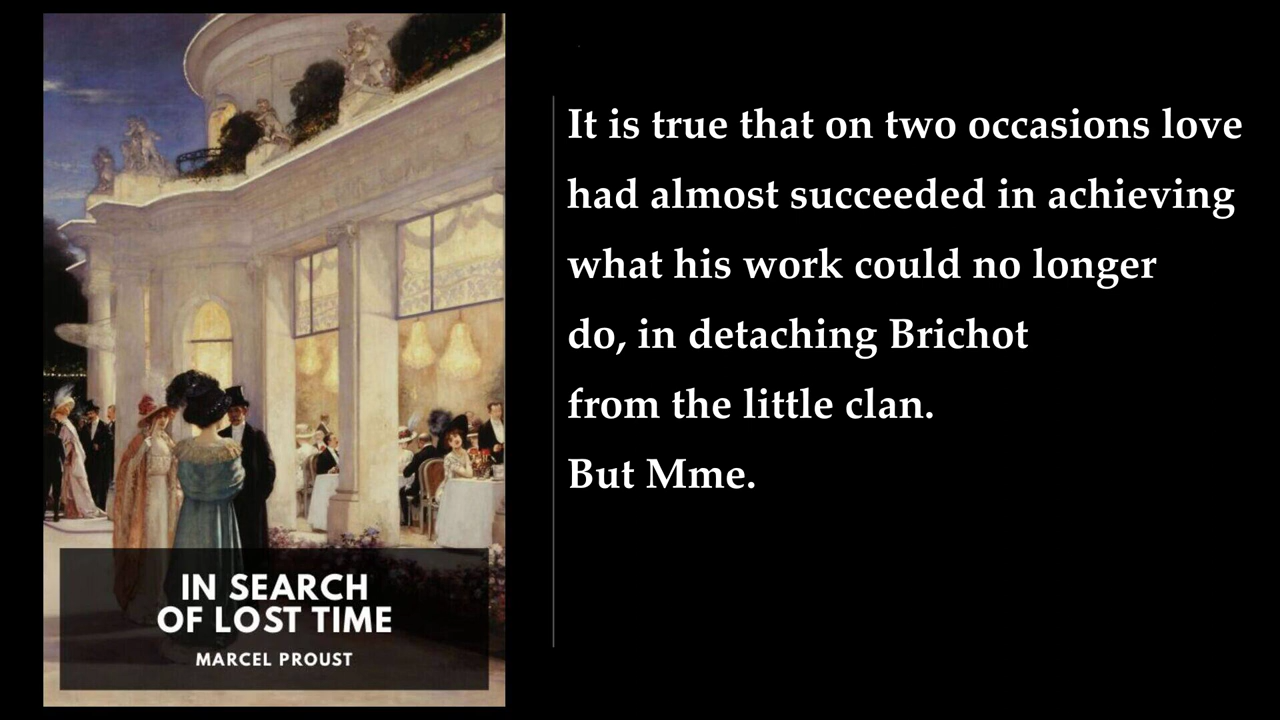 It is true that on two occasions love
had almost succeeded in achieving
what his work could no longer
do, in detaching Brichot
from the little clan.
But Mme.
IN SEARCH
OF LOST TIME
MARCEL PROUST